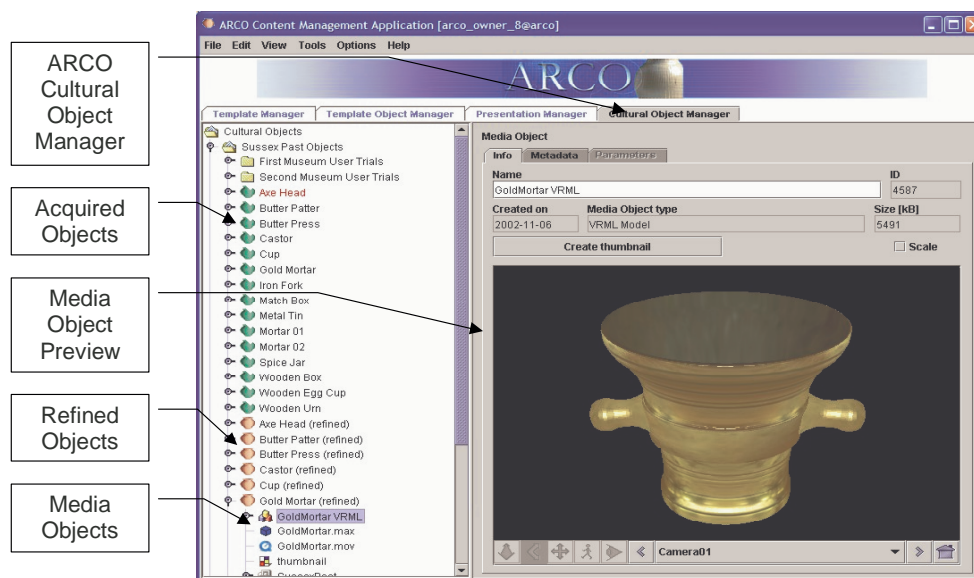 ARCO Content Management Application [arco_owner_8@arco]
File Edit View Tools Options Help
ARCO
Template Manager Template Object Manager Presentation Manager Cultural Object Manager
ARCO
Cultural
Object
Manager
Acquired
Objects
Media
Object
Preview
Refined
Objects
Media
Objects
Cultural Objects
Sussex Past Objects
First Museum User Trials
Second Museum User Trials
Axe Head
Butter Patter
Butter Press
Castor
Cup
Gold Mortar
Iron Fork
Match Box
Metal Tin
Mortar 01
Mortar 02
Spice Jar
Wooden Box
Wooden Egg Cup
Wooden Urn
Axe Head (refined)
Butter Patter (refined)
Butter Press (refined)
Castor (refined)
Cup (refined)
Gold Mortar (refined)
GoldMortar VRML
GoldMortar.max
GoldMortar.mov
thumbnail
Media Object
Info Metadata Parameters
Name ID
GoldMortar VRML 4587
Created on Media Object type Size [kB]
2002-11-06 VRML Model 5491
Create thumbnail Scale
Camera01